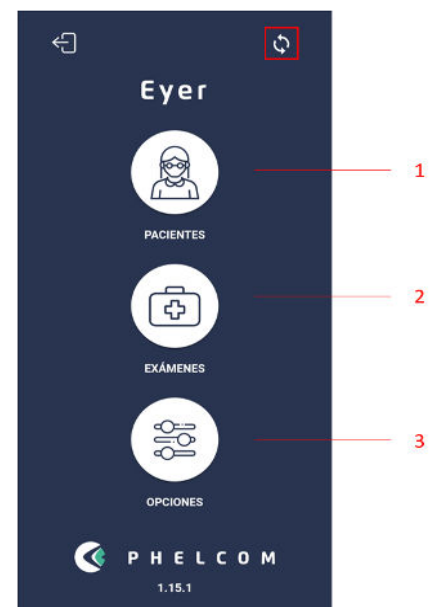 Eyer
1
PACIENTES
2
EXÁMENES
3
OPCIONES
PHELCOM
1.15.1